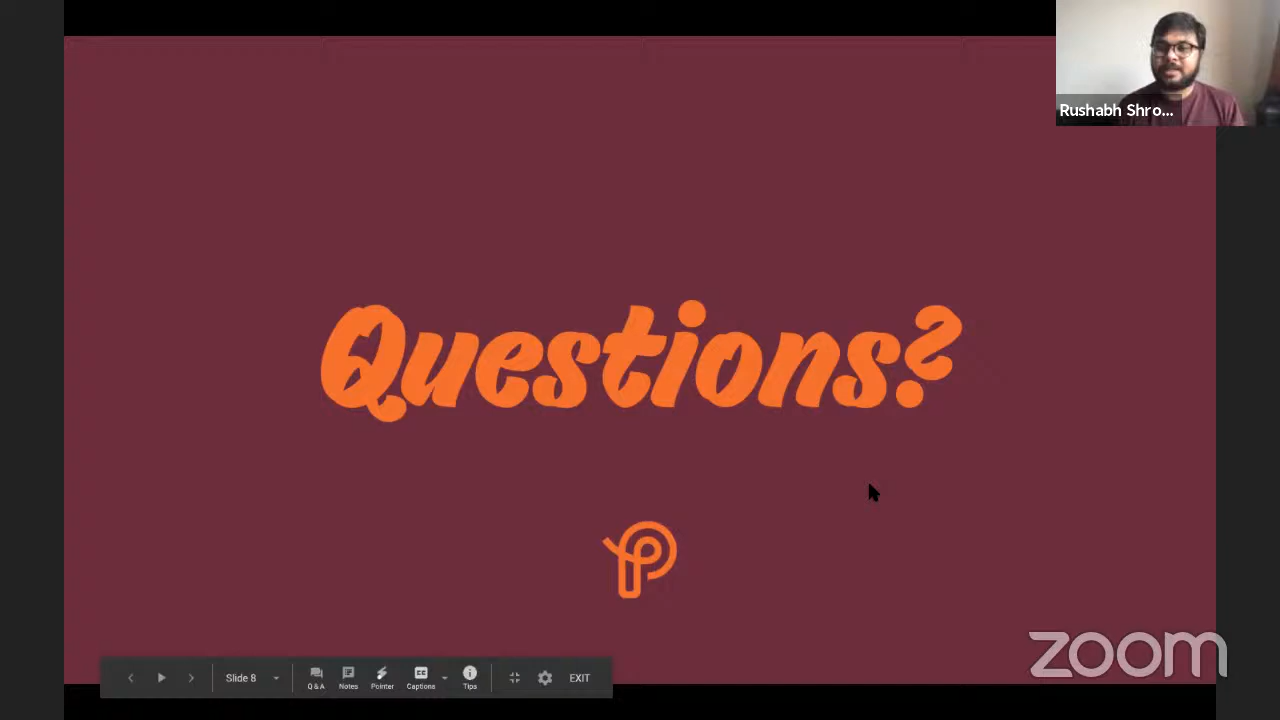 Rushabh Shro...
Questions?
zoom
Slide 8
Q & A
Notes
Pointer
Captions
Tips
EXIT